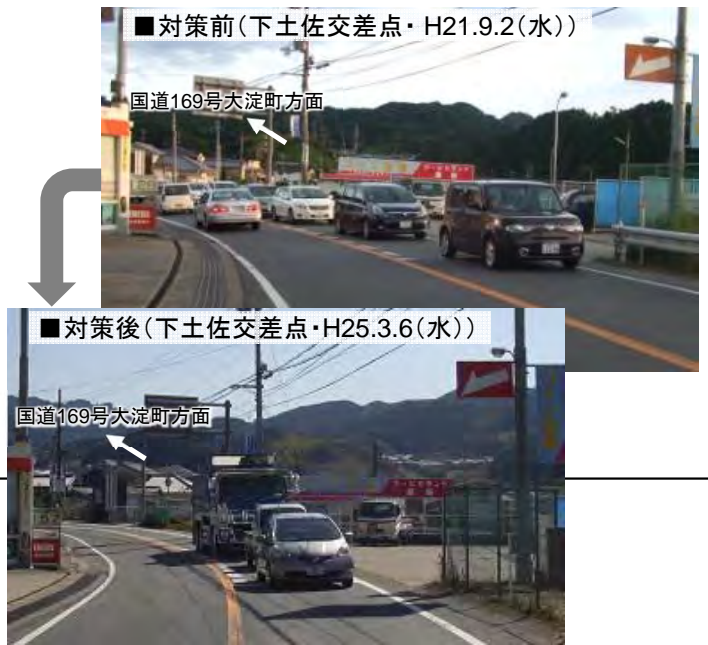 ■対策前(下土佐交差点・ H21.9.2(水))
国道169号大淀町方面
■対策後(下土佐交差点・H25.3.6(水))
国道169号大淀町方面